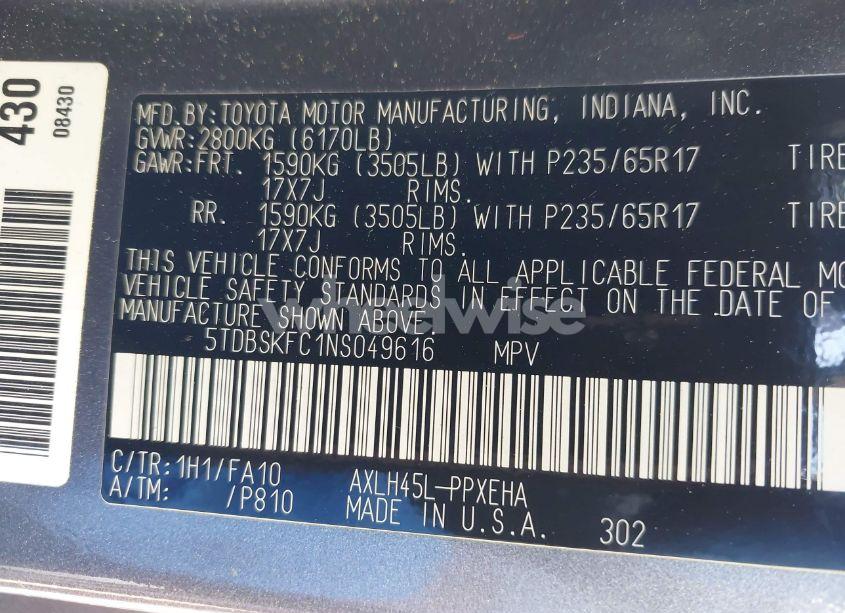 430
08430
MFD.BY:TOYOTA MOTOR MANUFACTURING, INDIANA, INC.
GVWR:2800KG (6170LB)
GAWR:FRT. 1590KG (3505LB) WITH P235/65R17 TIRE
17X7J RIMS.
RR. 1590KG (3505LB) WITH P235/65R17 TIRE
17X7J RIMS.
THIS VEHICLE CONFORMS TO ALL APPLICABLE FEDERAL MO
VEHICLE SAFETY STANDARDS IN EFFECT ON THE DATE OF
MANUFACTURE SHOWN ABOVE.
5TDBSKFC1NS049616 MPV
C/TR:1H1/FA10 AXLH45L-PPXEHA
A/TM: /P810 MADE IN U.S.A. 302